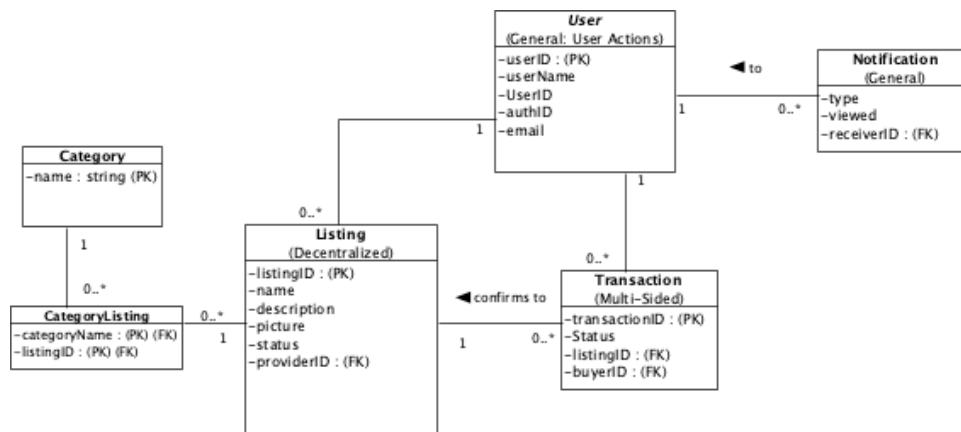 User
(General: User Actions)
-userID : (PK)
-userName
-UserID
-authID
-email
Notification
(General)
-type
-viewed
-receiverID : (FK)
◄ to
1
0..*
1
0..*
1
0..*
Category
-name : string (PK)
1
0..*
CategoryListing
-categoryName : (PK) (FK)
-listingID : (PK) (FK)
0..*
1
Listing
(Decentralized)
-listingID : (PK)
-name
-description
-picture
-status
-providerID : (FK)
◄ confirms to
1
0..*
Transaction
(Multi-Sided)
-transactionID : (PK)
-Status
-listingID : (FK)
-buyerID : (FK)